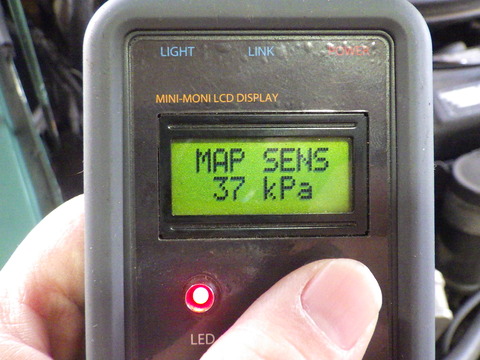 LIGHT LINK POWER
MINI-MONI LCD DISPLAY
MAP SENS
37 kPa
LED